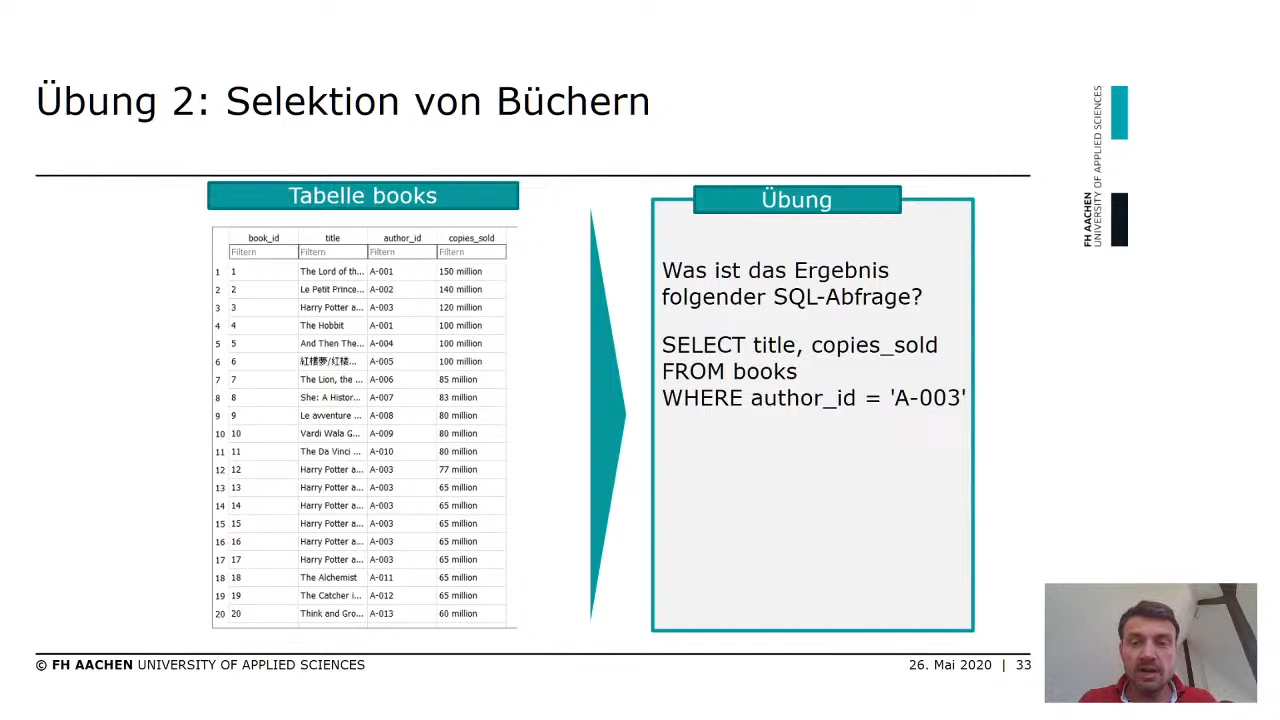 Übung 2: Selektion von Büchern
FH AACHEN
UNIVERSITY OF APPLIED SCIENCES
Tabelle books
book_id title author_id copies_sold
Filtern Filtern Filtern Filtern
1 1 The Lord of th... A-001 150 million
2 2 Le Petit Prince... A-002 140 million
3 3 Harry Potter a... A-003 120 million
4 4 The Hobbit A-001 100 million
5 5 And Then The... A-004 100 million
6 6 紅樓夢/红楼... A-005 100 million
7 7 The Lion, the ... A-006 85 million
8 8 She: A Histor... A-007 83 million
9 9 Le avventure ... A-008 80 million
10 10 Vardi Wala G... A-009 80 million
11 11 The Da Vinci ... A-010 80 million
12 12 Harry Potter a... A-003 77 million
13 13 Harry Potter a... A-003 65 million
14 14 Harry Potter a... A-003 65 million
15 15 Harry Potter a... A-003 65 million
16 16 Harry Potter a... A-003 65 million
17 17 Harry Potter a... A-003 65 million
18 18 The Alchemist A-011 65 million
19 19 The Catcher i... A-012 65 million
20 20 Think and Gro... A-013 60 million
Übung
Was ist das Ergebnis
folgender SQL-Abfrage?
SELECT title, copies_sold
FROM books
WHERE author_id = 'A-003'
© FH AACHEN UNIVERSITY OF APPLIED SCIENCES
26. Mai 2020 | 33